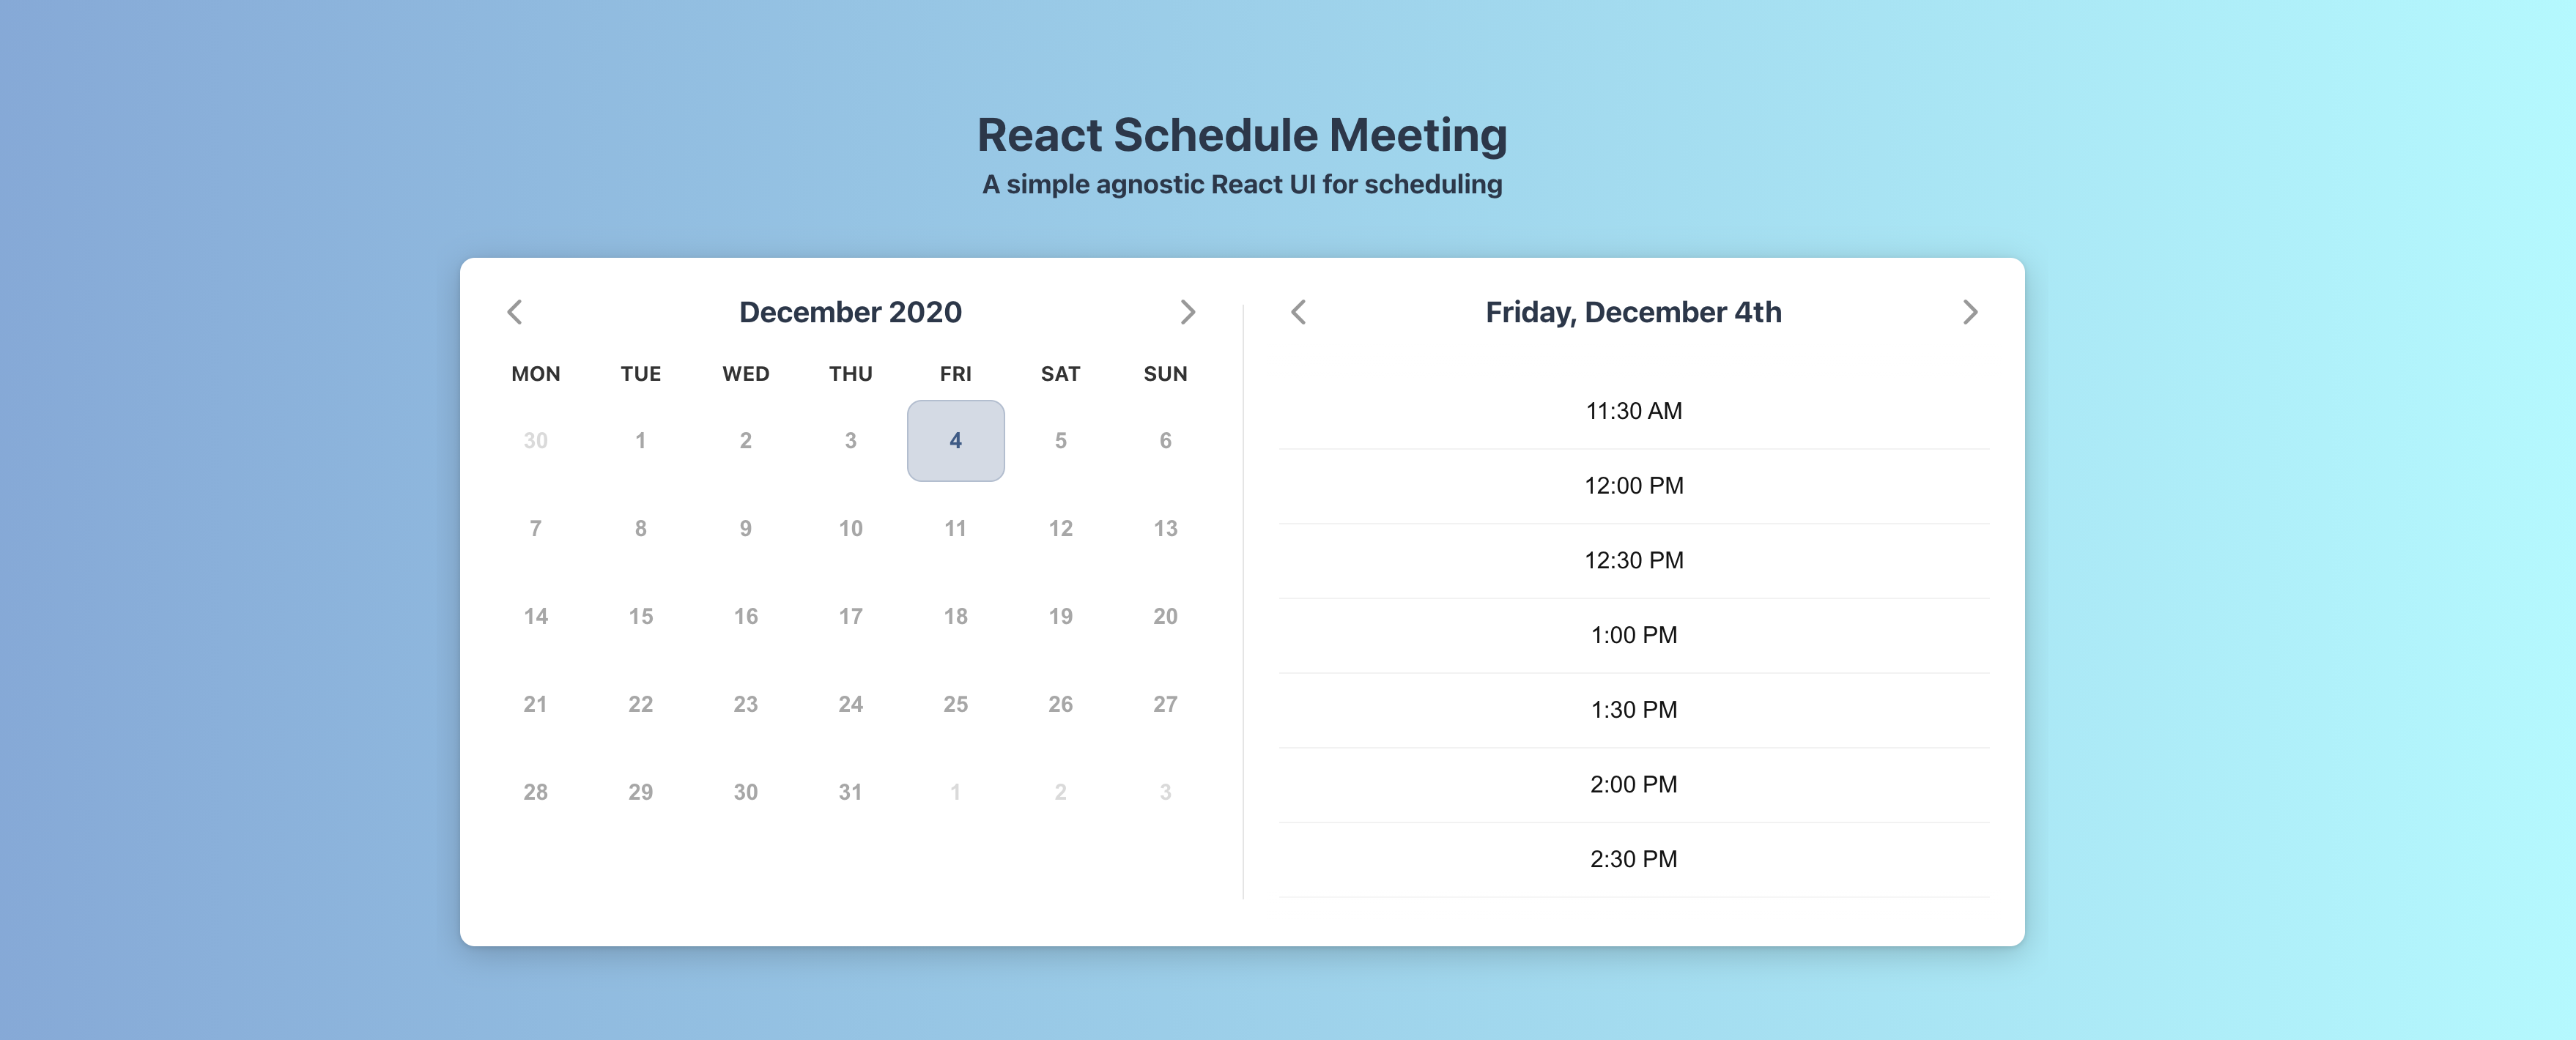 React Schedule Meeting
A simple agnostic React UI for scheduling
December 2020
MON TUE WED THU FRI SAT SUN
30 1 2 3 4 5 6
7 8 9 10 11 12 13
14 15 16 17 18 19 20
21 22 23 24 25 26 27
28 29 30 31 1 2 3
Friday, December 4th
11:30 AM
12:00 PM
12:30 PM
1:00 PM
1:30 PM
2:00 PM
2:30 PM